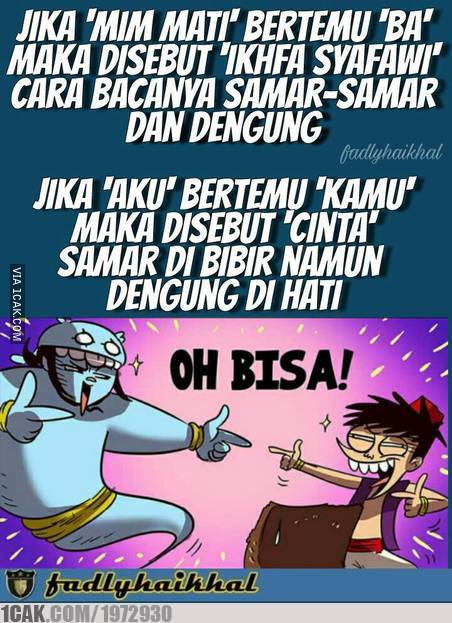 JIKA 'MIM MATI' BERTEMU 'BA'
MAKA DISEBUT 'IKHFA SYAFAWI'
CARA BACANYA SAMAR-SAMAR
DAN DENGUNG
fadlyhaikhal
JIKA 'AKU' BERTEMU 'KAMU'
MAKA DISEBUT 'CINTA'
SAMAR DI BIBIR NAMUN
DENGUNG DI HATI
VIA 1CAK.COM
OH BISA!
fadlyhaikhal
1CAK.COM/1972930